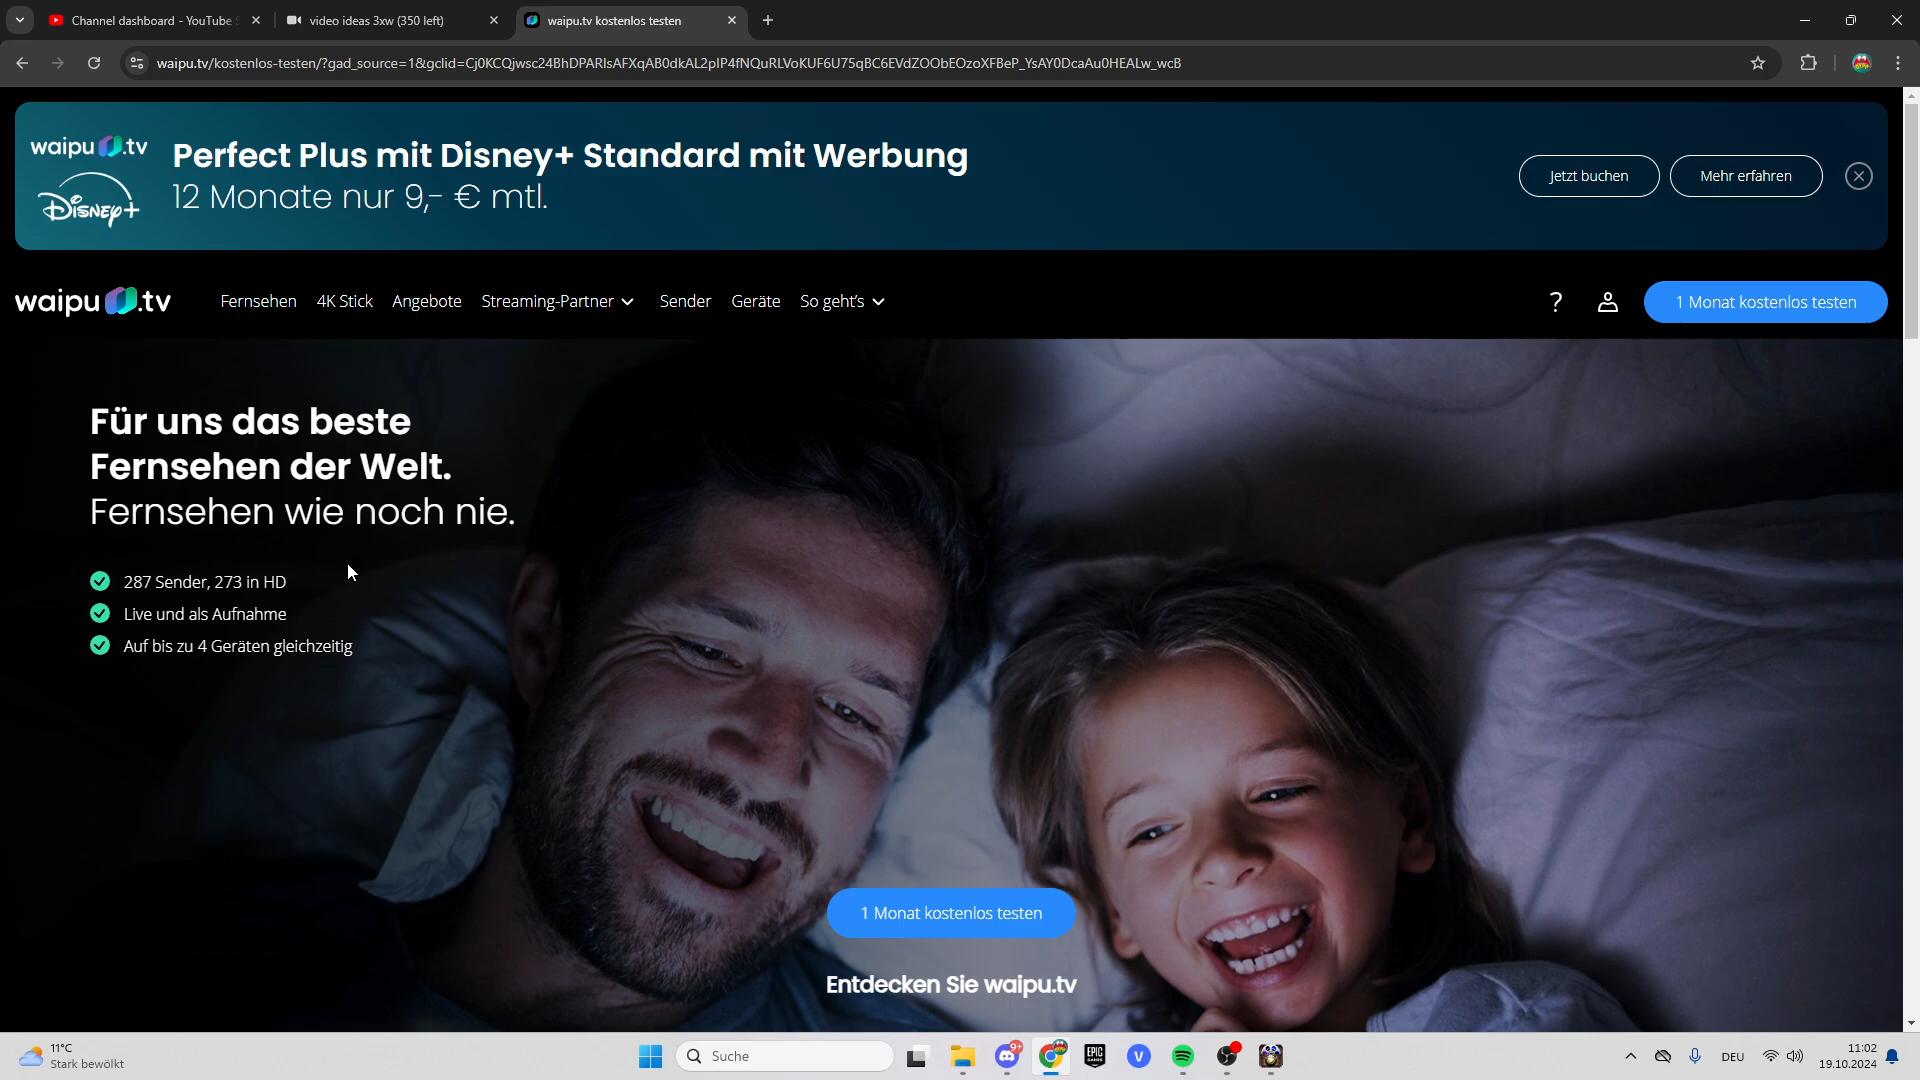 Channel dashboard - YouTube
video ideas 3xw (350 left)
waipu.tv kostenlos testen
waipu.tv/kostenlos-testen/?gad_source=1&gclid=Cj0KCQjwsc24BhDPARIsAFXqAB0dkAL2pIP4fNQuRLVoKUF6U75qBC6EVdZOObEOzoXFBeP_YsAY0DcaAu0HEALw_wcB
waipu.tv
Disney+
Perfect Plus mit Disney+ Standard mit Werbung
12 Monate nur 9,- € mtl.
Jetzt buchen
Mehr erfahren
waipu.tv
Fernsehen
4K Stick
Angebote
Streaming-Partner
Sender
Geräte
So geht's
?
1 Monat kostenlos testen
Für uns das beste
Fernsehen der Welt.
Fernsehen wie noch nie.
287 Sender, 273 in HD
Live und als Aufnahme
Auf bis zu 4 Geräten gleichzeitig
1 Monat kostenlos testen
Entdecken Sie waipu.tv
11°C
Stark bewölkt
Suche
9+
EPIC
GAMES
V
DEU
11:02
19.10.2024